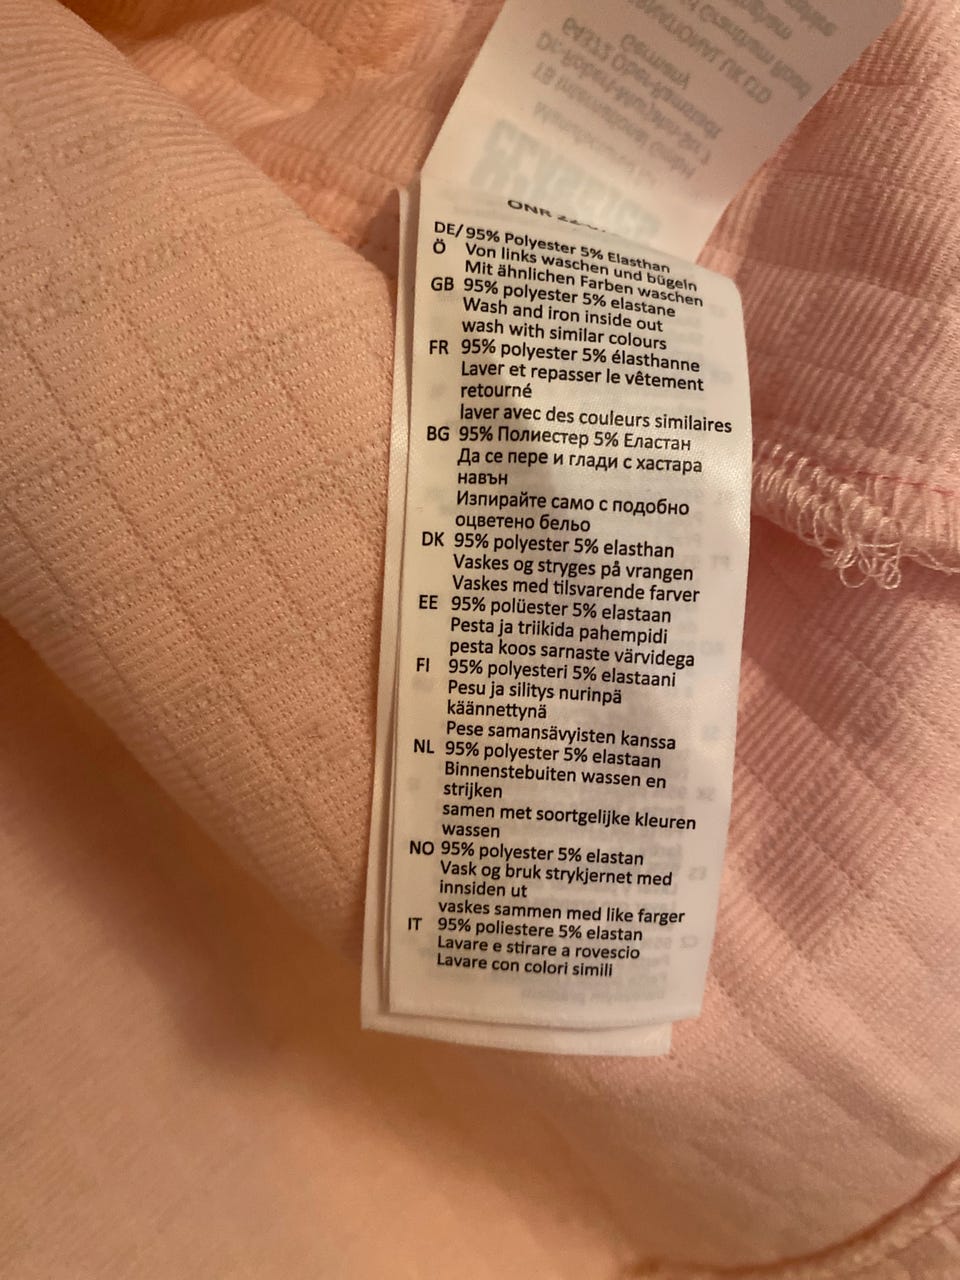 ONR
DE/ 95% Polyester 5% Elasthan
Ö Von links waschen und bügeln
Mit ähnlichen Farben waschen
GB 95% polyester 5% elastane
Wash and iron inside out
wash with similar colours
FR 95% polyester 5% élasthanne
Laver et repasser le vêtement
retourné
laver avec des couleurs similaires
BG 95% Полиестер 5% Еластан
Да се пере и глади с хастара
навън
Изпирайте само с подобно
оцветено бельо
DK 95% polyester 5% elasthan
Vaskes og stryges på vrangen
Vaskes med tilsvarende farver
EE 95% polüester 5% elastaan
Pesta ja triikida pahempidi
pesta koos sarnaste värvidega
FI 95% polyesteri 5% elastaani
Pesu ja silitys nurinpä
käännettynä
Pese samansävyisten kanssa
NL 95% polyester 5% elastaan
Binnenstebuiten wassen en
strijken
samen met soortgelijke kleuren
wassen
NO 95% polyester 5% elastan
Vask og bruk strykjernet med
innsiden ut
vaskes sammen med like farger
IT 95% poliestere 5% elastan
Lavare e stirare a rovescio
Lavare con colori simili